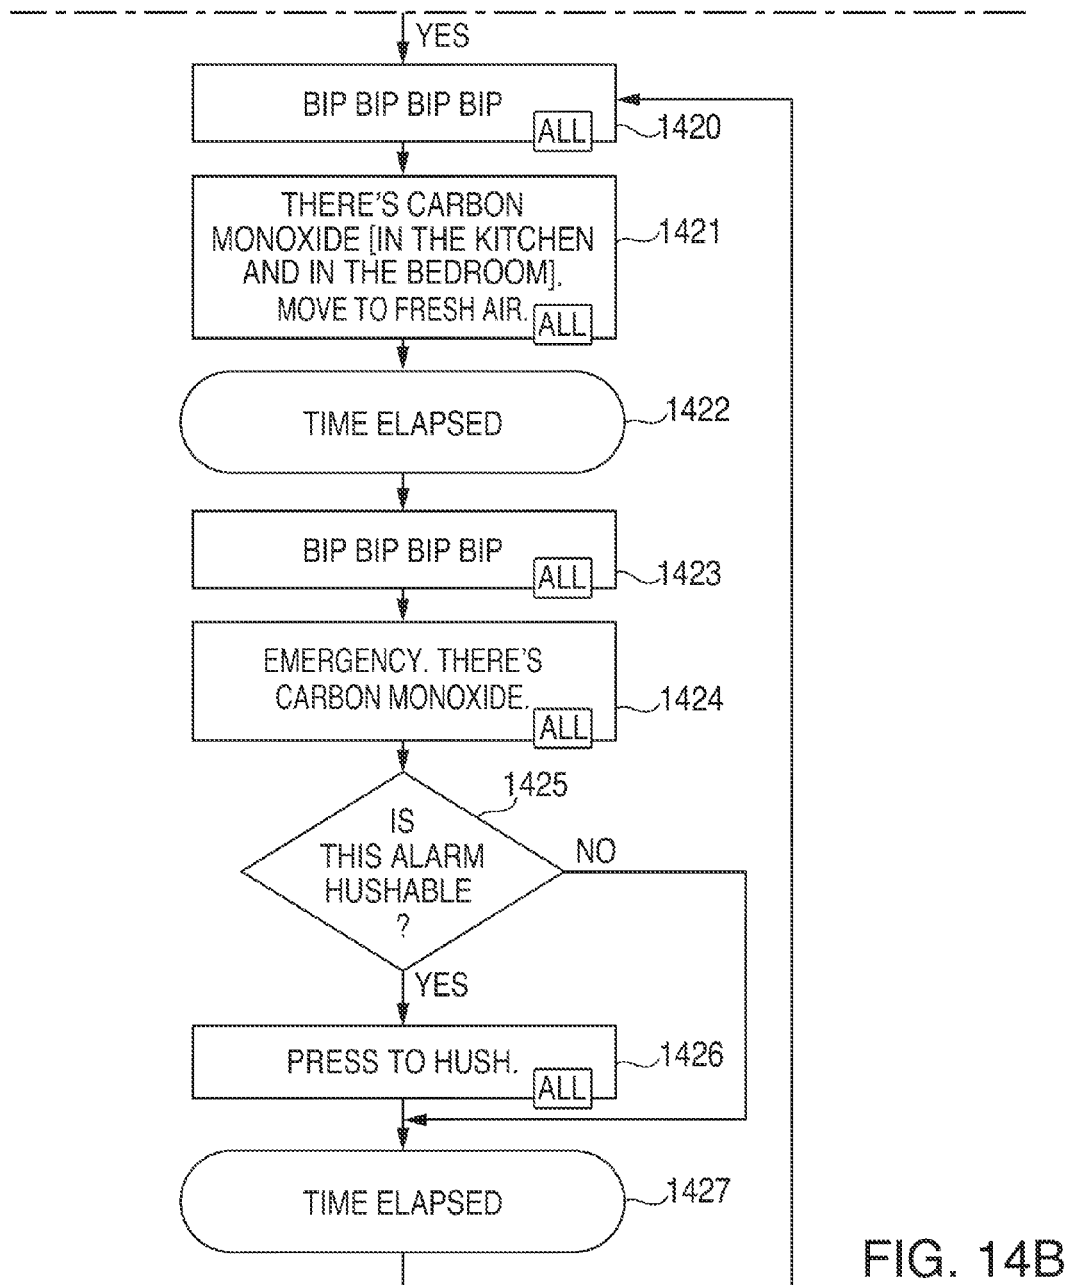 YES
BIP BIP BIP BIP
ALL
1420
THERE'S CARBON
MONOXIDE [IN THE KITCHEN
AND IN THE BEDROOM].
MOVE TO FRESH AIR.
ALL
1421
TIME ELAPSED
1422
BIP BIP BIP BIP
ALL
1423
EMERGENCY. THERE'S
CARBON MONOXIDE.
ALL
1424
1425
IS
THIS ALARM
HUSHABLE
?
NO
YES
PRESS TO HUSH.
ALL
1426
TIME ELAPSED
1427
FIG. 14B